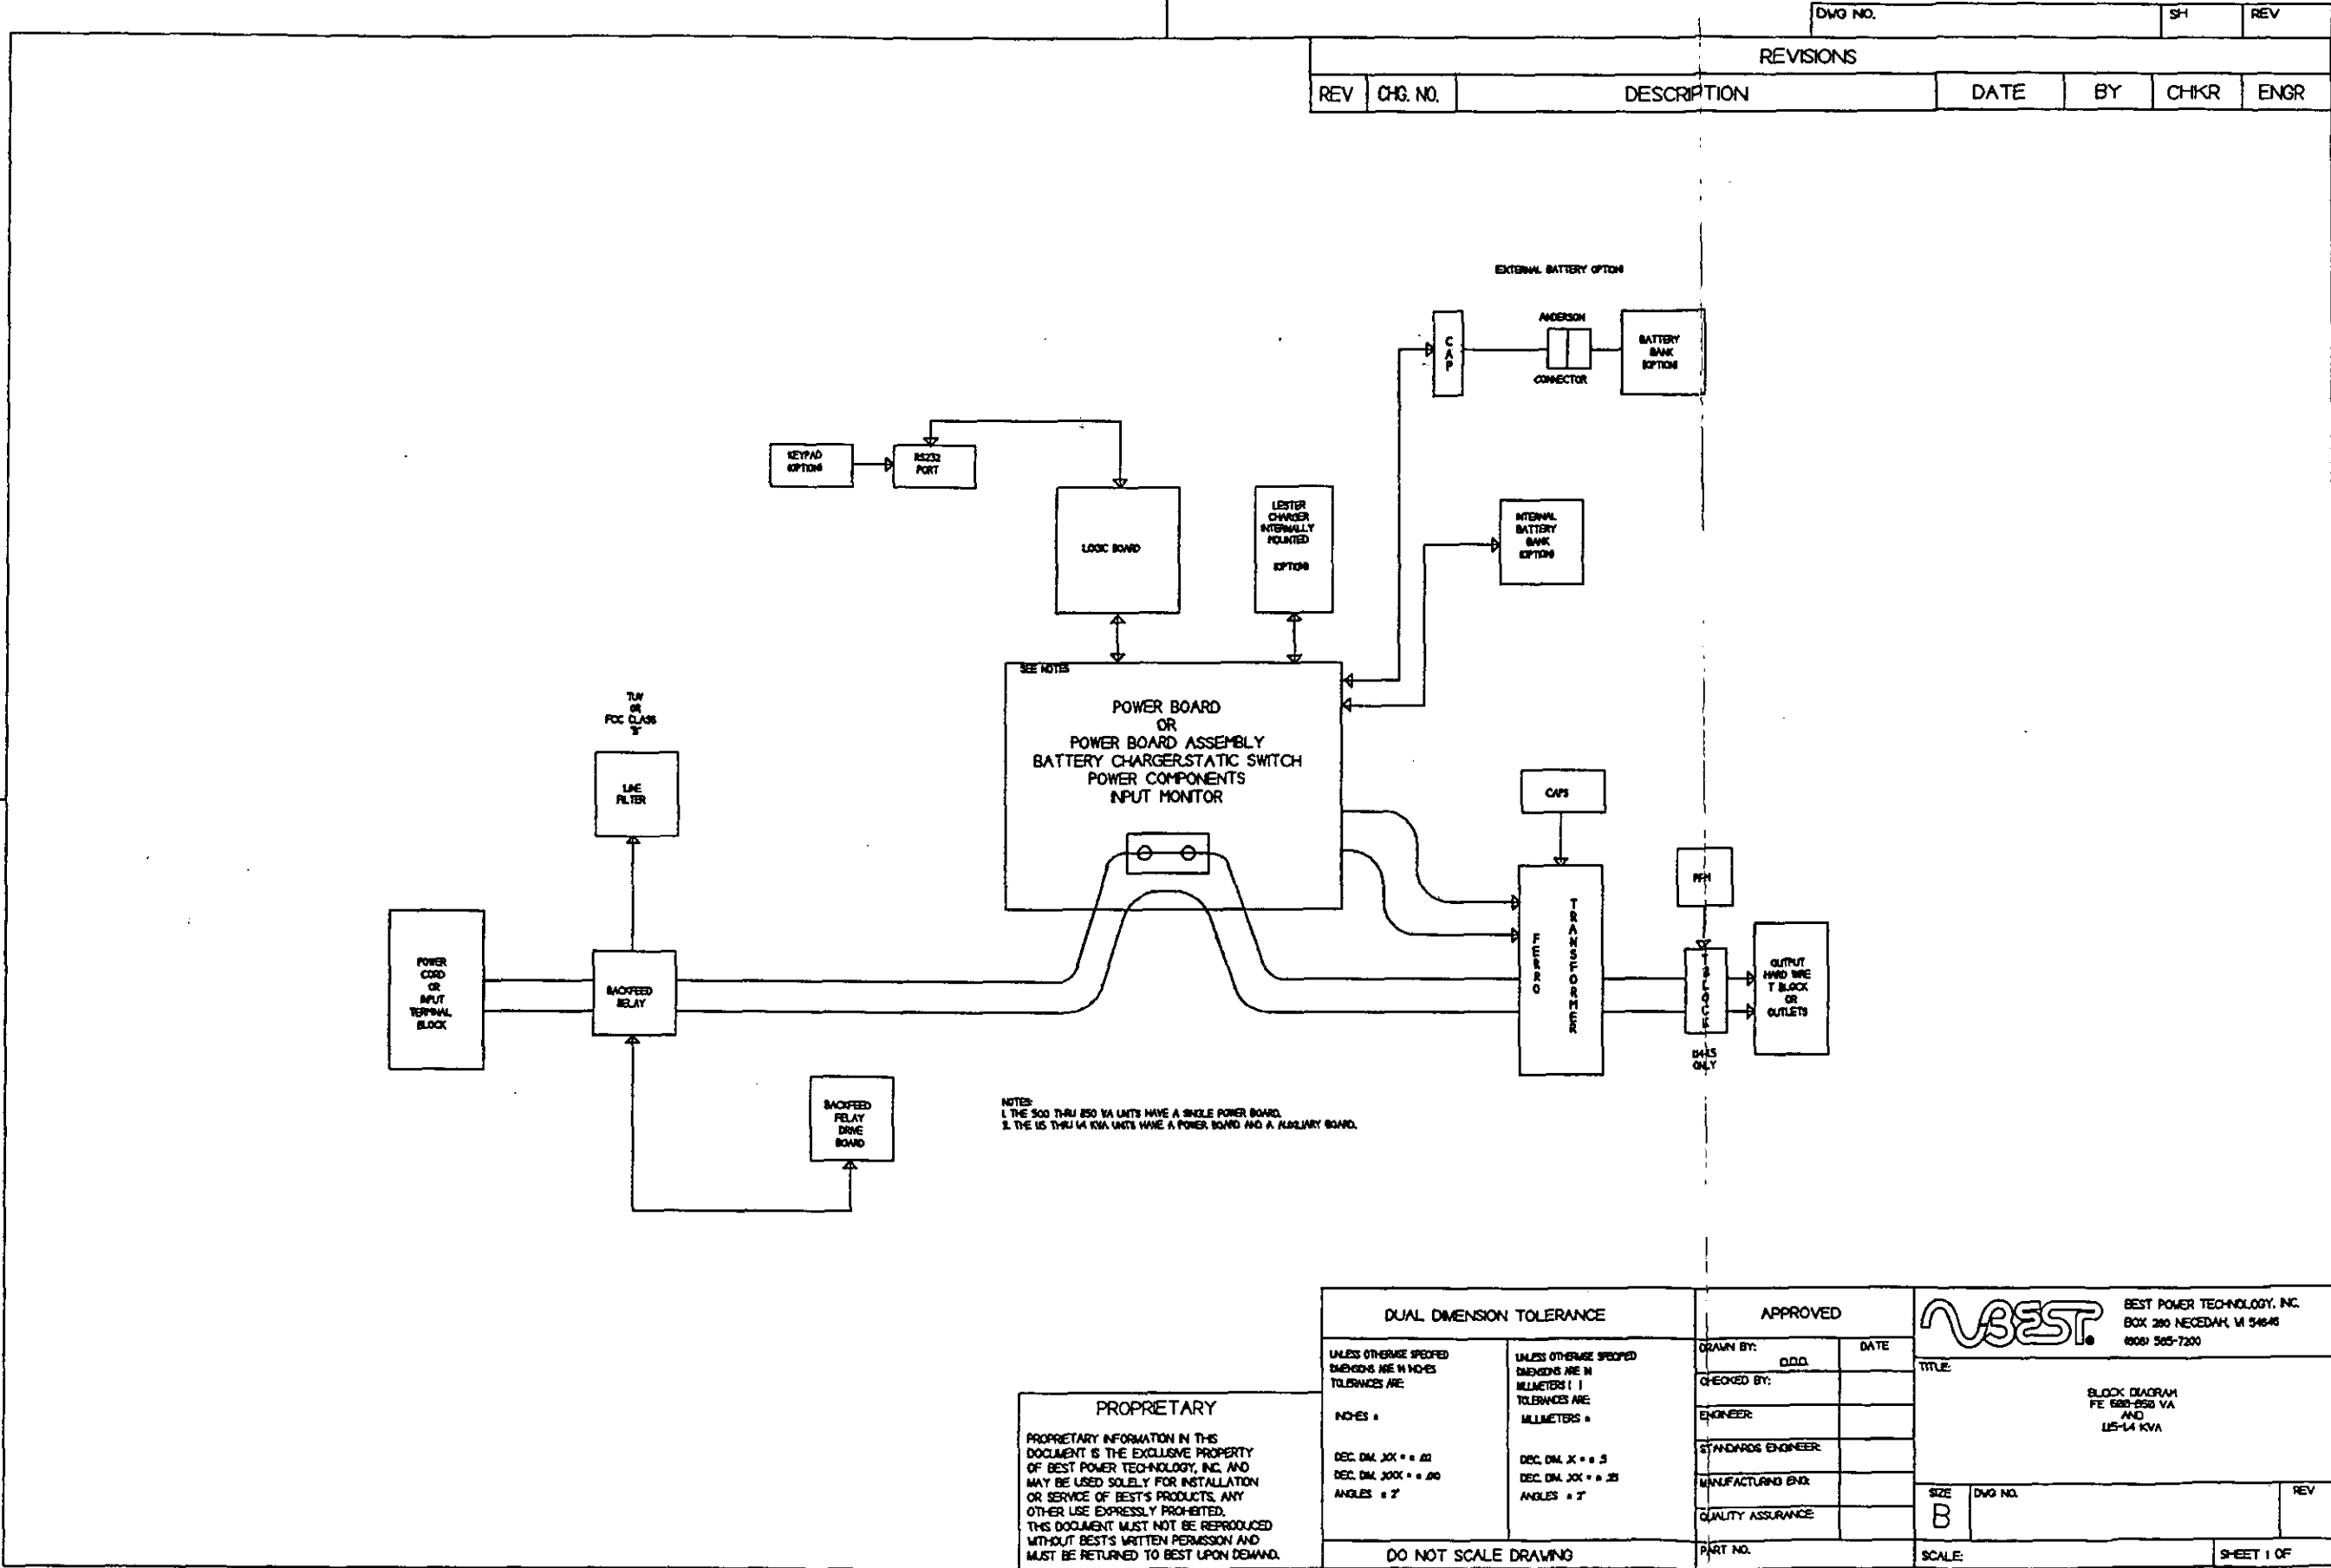 DWG NO.
SH
REV
REVISIONS
REV
CHG. NO.
DESCRIPTION
DATE
BY
CHKR
ENGR
EXTERNAL BATTERY OPTION
CAP
ANDERSON
CONNECTOR
BATTERY
BANK
(OPTION)
KEYPAD
(OPTION)
RS232
PORT
LOGIC BOARD
LESTER
CHARGER
INTERNALLY
MOUNTED
(OPTION)
INTERNAL
BATTERY
BANK
(OPTION)
SEE NOTES
POWER BOARD
OR
POWER BOARD ASSEMBLY
BATTERY CHARGER,STATIC SWITCH
POWER COMPONENTS
INPUT MONITOR
TUV
OR
FCC CLASS
"B"
LINE
FILTER
CAPS
PFM
POWER
CORD
OR
INPUT
TERMINAL
BLOCK
BACKFEED
RELAY
FERRO
TRANSFORMER
OUTPUT
HARD WIRE
T BLOCK
OR
OUTLETS
ONLY
BACKFEED
RELAY
DRIVE
BOARD
NOTES:
1. THE 500 THRU 850 VA UNITS HAVE A SINGLE POWER BOARD.
2. THE THRU 1.4 KVA UNITS HAVE A POWER BOARD AND A AUXILIARY BOARD.
PROPRIETARY
PROPRIETARY INFORMATION IN THIS
DOCUMENT IS THE EXCLUSIVE PROPERTY
OF BEST POWER TECHNOLOGY, INC. AND
MAY BE USED SOLELY FOR INSTALLATION
OR SERVICE OF BEST'S PRODUCTS. ANY
OTHER USE EXPRESSLY PROHIBITED.
THIS DOCUMENT MUST NOT BE REPRODUCED
WITHOUT BEST'S WRITTEN PERMISSION AND
MUST BE RETURNED TO BEST UPON DEMAND.
DUAL DIMENSION TOLERANCE
UNLESS OTHERWISE SPECIFIED
DIMENSIONS ARE IN INCHES
TOLERANCES ARE:
INCHES ±
DEC. DIM. .XX = ± .02
DEC. DIM. .XXX = ±
ANGLES ± 2°
UNLESS OTHERWISE SPECIFIED
DIMENSIONS ARE IN
MILLIMETERS [ ]
TOLERANCES ARE:
MILLIMETERS ±
DEC. DIM. .X = ± .5
DEC. DIM. .XX = ± .25
ANGLES ± 2°
DO NOT SCALE DRAWING
APPROVED
DRAWN BY:
D.D.D.
DATE
CHECKED BY:
ENGINEER:
STANDARDS ENGINEER:
MANUFACTURING ENG:
QUALITY ASSURANCE:
PART NO.
BEST.
BEST POWER TECHNOLOGY, INC.
BOX 280 NECEDAH, WI 54646
(608) 565-7200
TITLE:
BLOCK DIAGRAM
FE VA
AND
KVA
SIZE
B
DWG NO.
REV
SCALE:
SHEET 1 OF